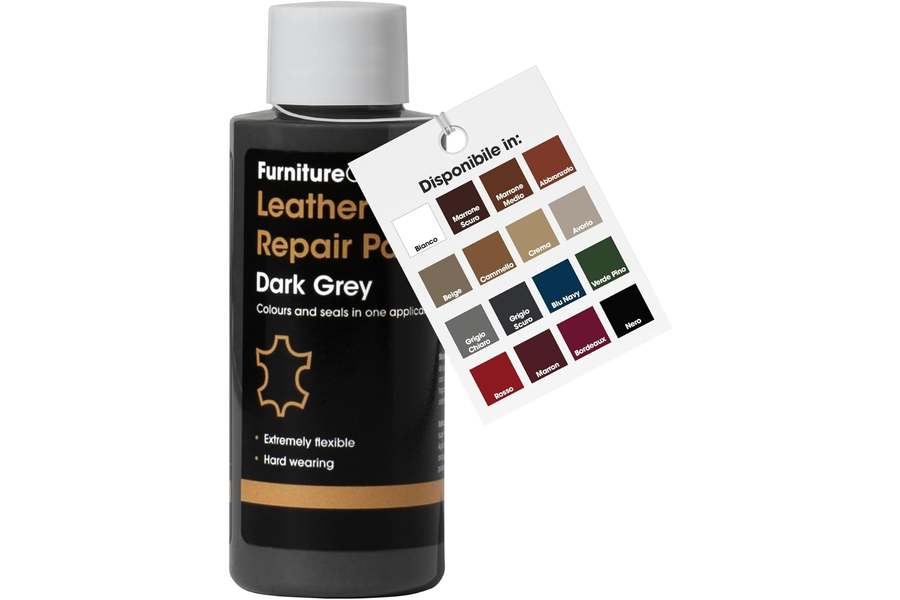 Furniture
Leather
Repair
Dark Grey
Colours and seals in one
Extremely flexible
Hard wearing
Disponibile in:
Bianco
Marrone
Scuro
Marrone
Medio
Abbronzato
Beige
Cammello
Crema
Avorio
Grigio
Chiaro
Grigio
Scuro
Blu Navy
Verde Pino
Rosso
Marron
Bordeaux
Nero